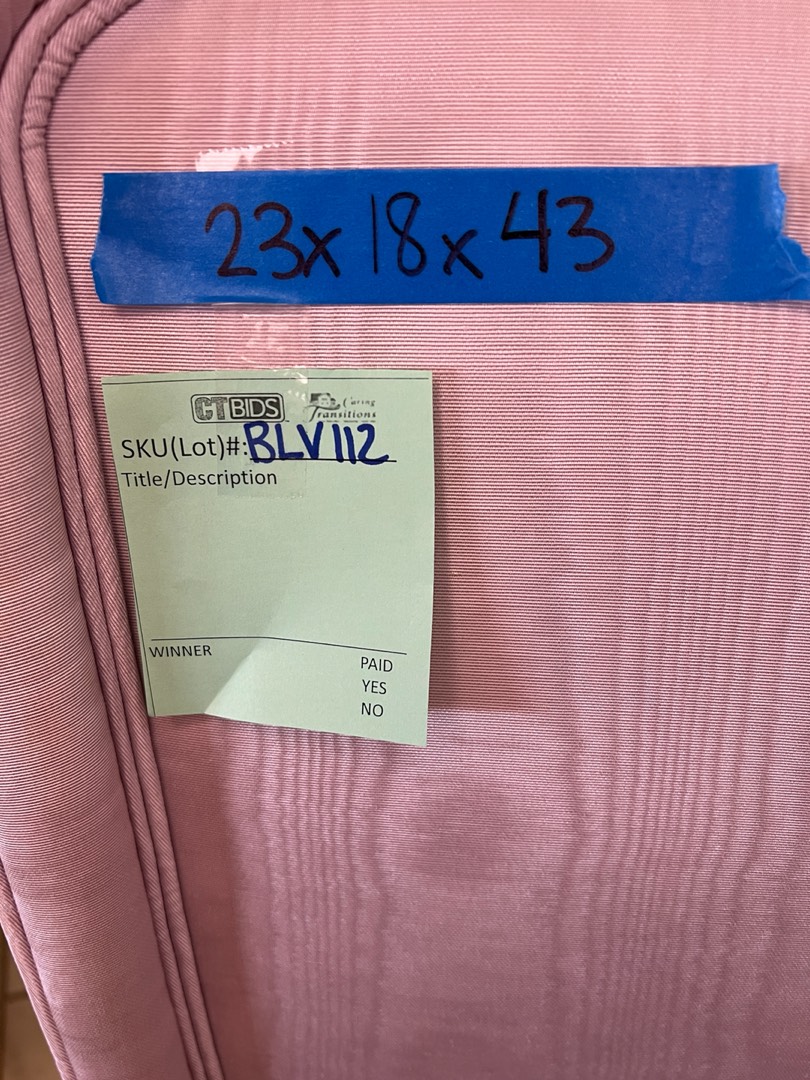 23x18x43
CTBIDS Caring Transitions
SKU(Lot)#:BLV112
Title/Description
WINNER
PAID
YES
NO